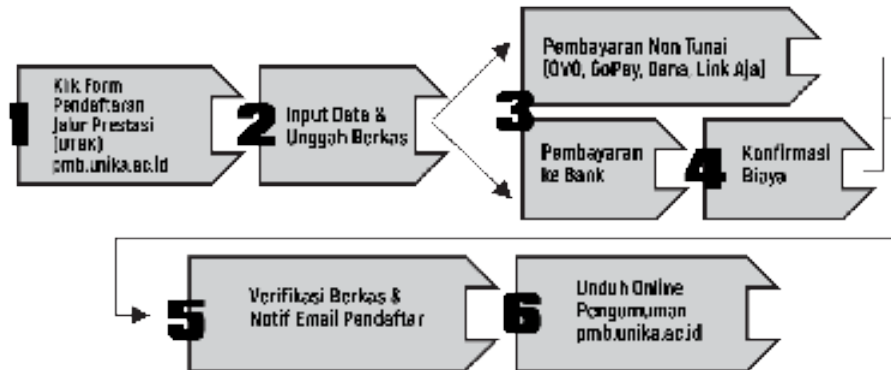 1
Klik Form
Pendaftaran
Jalur Prestasi
(UTBK)
pmb.unika.ac.id
2
Input Data &
Unggah Berkas
3
Pembayaran Non Tunai
(OVO, GoPay, Dana, Link Aja)
Pembayaran
ke Bank
4
Konfirmasi
Biaya
5
Verifikasi Berkas &
Notif Email Pendaftar
6
Unduh Online
Pengumuman
pmb.unika.ac.id